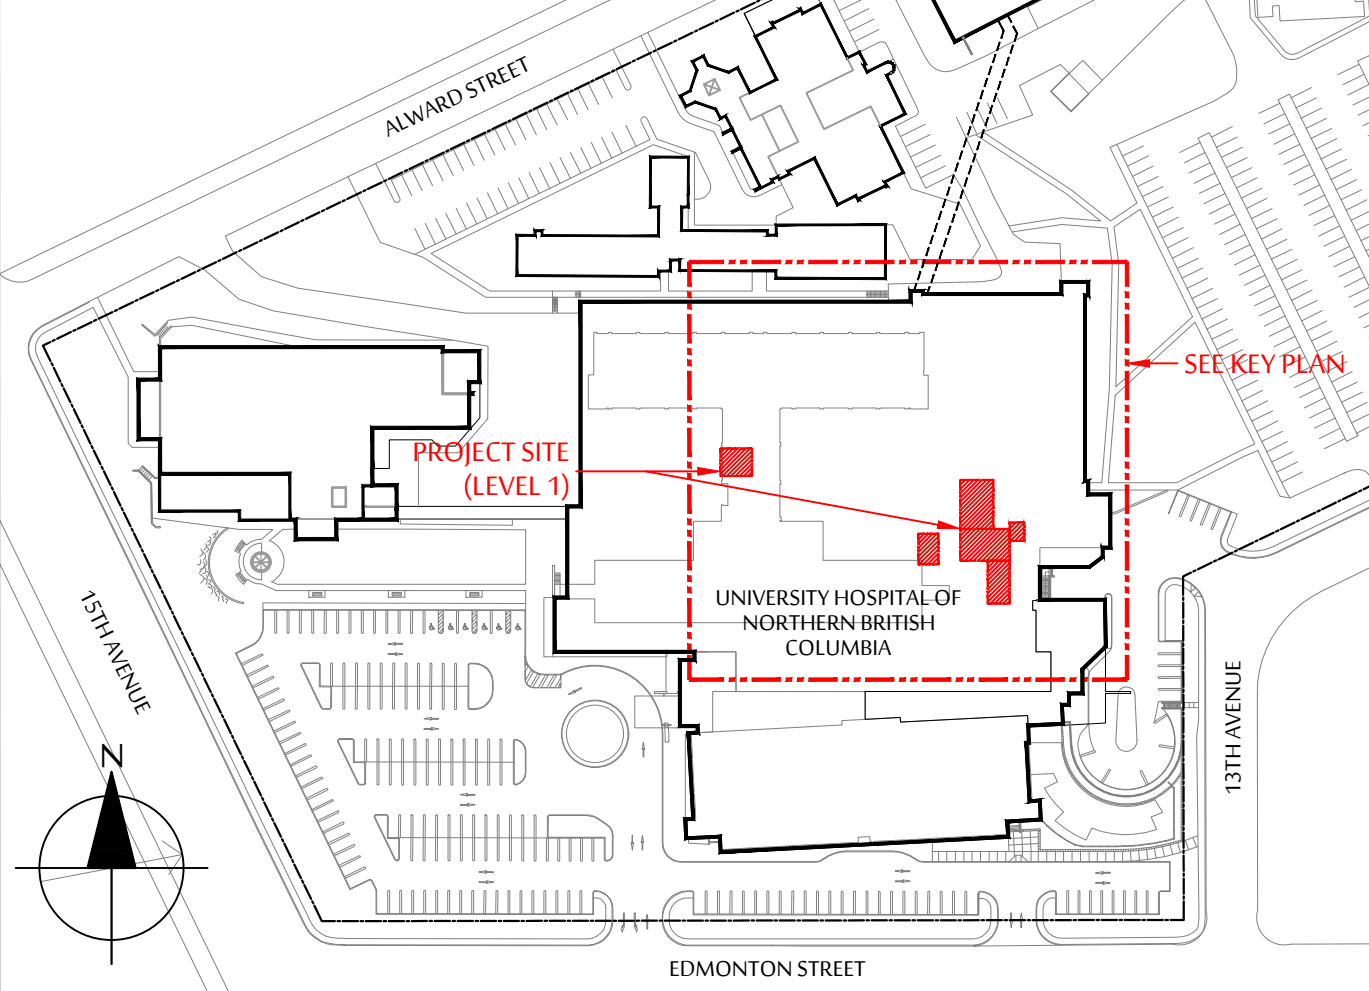 ALWARD STREET
SEE KEY PLAN
PROJECT SITE
(LEVEL 1)
UNIVERSITY HOSPITAL OF
NORTHERN BRITISH
COLUMBIA
15TH AVENUE
13TH AVENUE
N
EDMONTON STREET